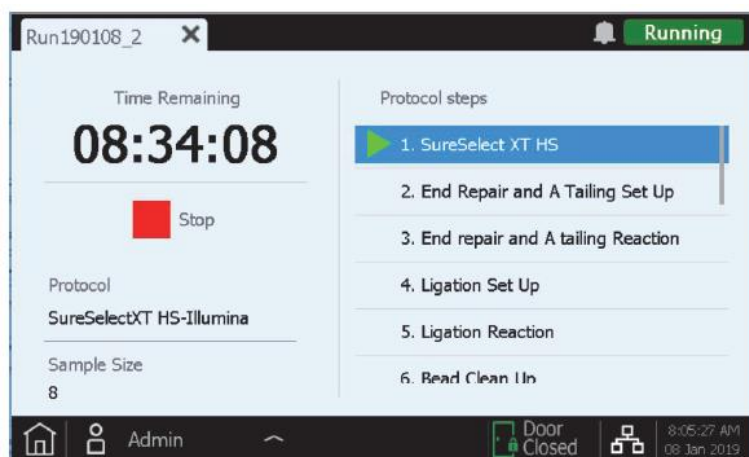 Run190108_2
Running
Time Remaining
08:34:08
Stop
Protocol
SureSelectXT HS-Illumina
Sample Size
8
Protocol steps
1. SureSelect XT HS
2. End Repair and A Tailing Set Up
3. End repair and A tailing Reaction
4. Ligation Set Up
5. Ligation Reaction
6. Bead Clean Up
Admin
Door
Closed
8:05:27 AM
08 Jan 2019